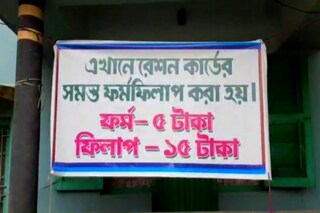 এখানে রেশন কার্ডের
সমস্ত ফর্মফিলাপ করা হয়।
ফর্ম - ৫ টাকা
ফিলাপ - ১৫ টাকা